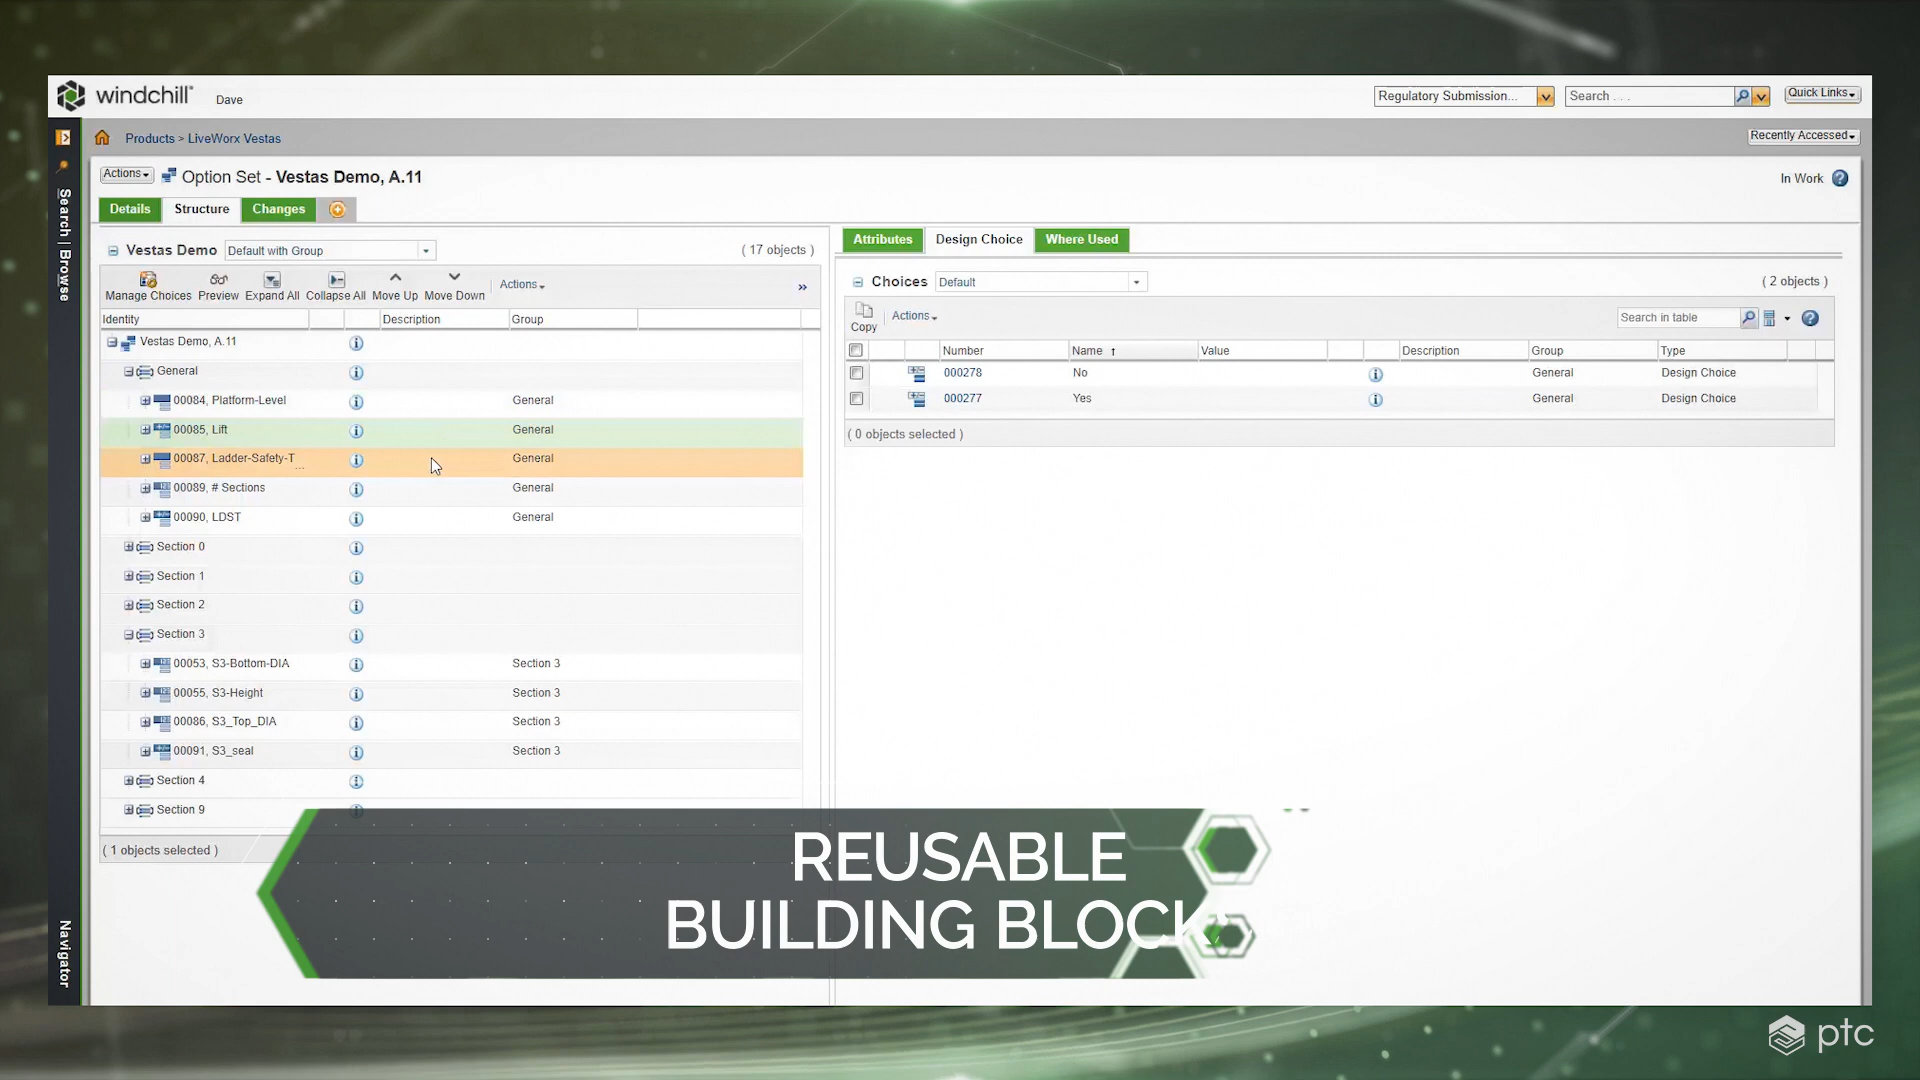 windchill®
Dave
Regulatory Submission...
Search . . .
Quick Links
Products > LiveWorx Vestas
Recently Accessed
Search | Browse
Navigator
Actions
Option Set - Vestas Demo, A.11
In Work
Details
Structure
Changes
Vestas Demo
Default with Group
( 17 objects )
Manage Choices
Preview
Expand All
Collapse All
Move Up
Move Down
Actions
»
Identity
Description
Group
Vestas Demo, A.11
General
00084, Platform-Level General
00085, Lift General
00087, Ladder-Safety-T... General
00089, # Sections General
00090, LDST General
Section 0
Section 1
Section 2
Section 3
00053, S3-Bottom-DIA Section 3
00055, S3-Height Section 3
00086, S3_Top_DIA Section 3
00091, S3_seal Section 3
Section 4
Section 9
( 1 objects selected )
Attributes
Design Choice
Where Used
Choices
Default
( 2 objects )
Copy
Actions
Search in table
Number Name ↑ Value Description Group Type
000278 No General Design Choice
000277 Yes General Design Choice
( 0 objects selected )
REUSABLE
BUILDING BLOCK
ptc